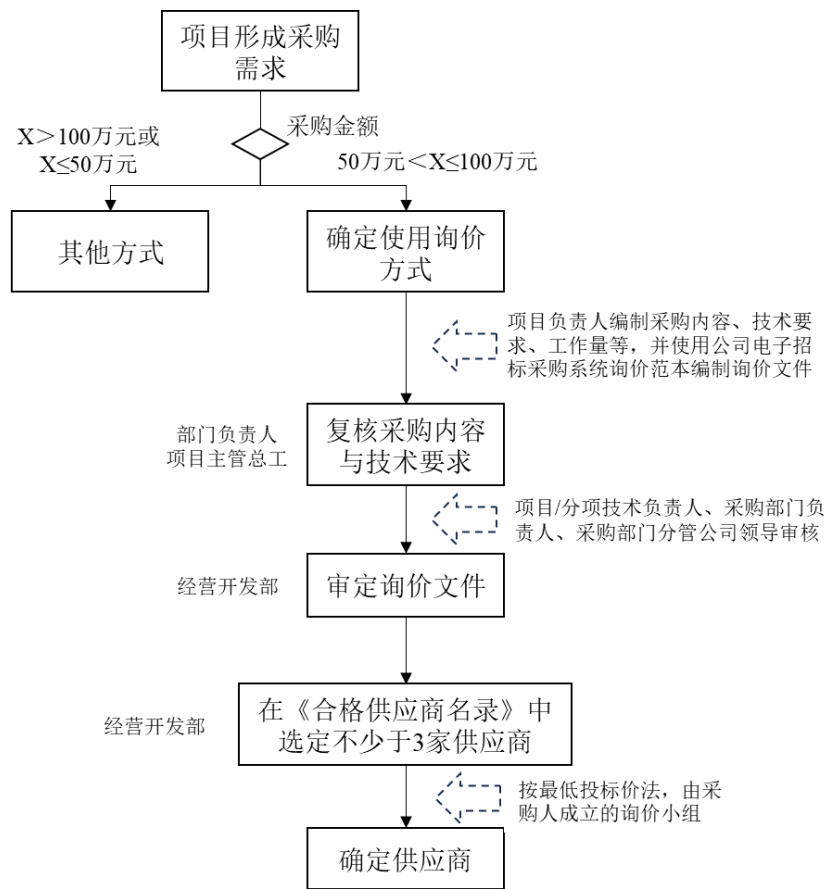 项目形成采购
需求
采购金额
X＞100万元或
X≤50万元
50万元＜X≤100万元
其他方式
确定使用询价
方式
项目负责人编制采购内容、技术要
求、工作量等，并使用公司电子招
标采购系统询价范本编制询价文件
部门负责人
项目主管总工
复核采购内容
与技术要求
项目/分项技术负责人、采购部门负
责人、采购部门分管公司领导审核
经营开发部
审定询价文件
经营开发部
在《合格供应商名录》中
选定不少于3家供应商
按最低投标价法，由采
购人成立的询价小组
确定供应商